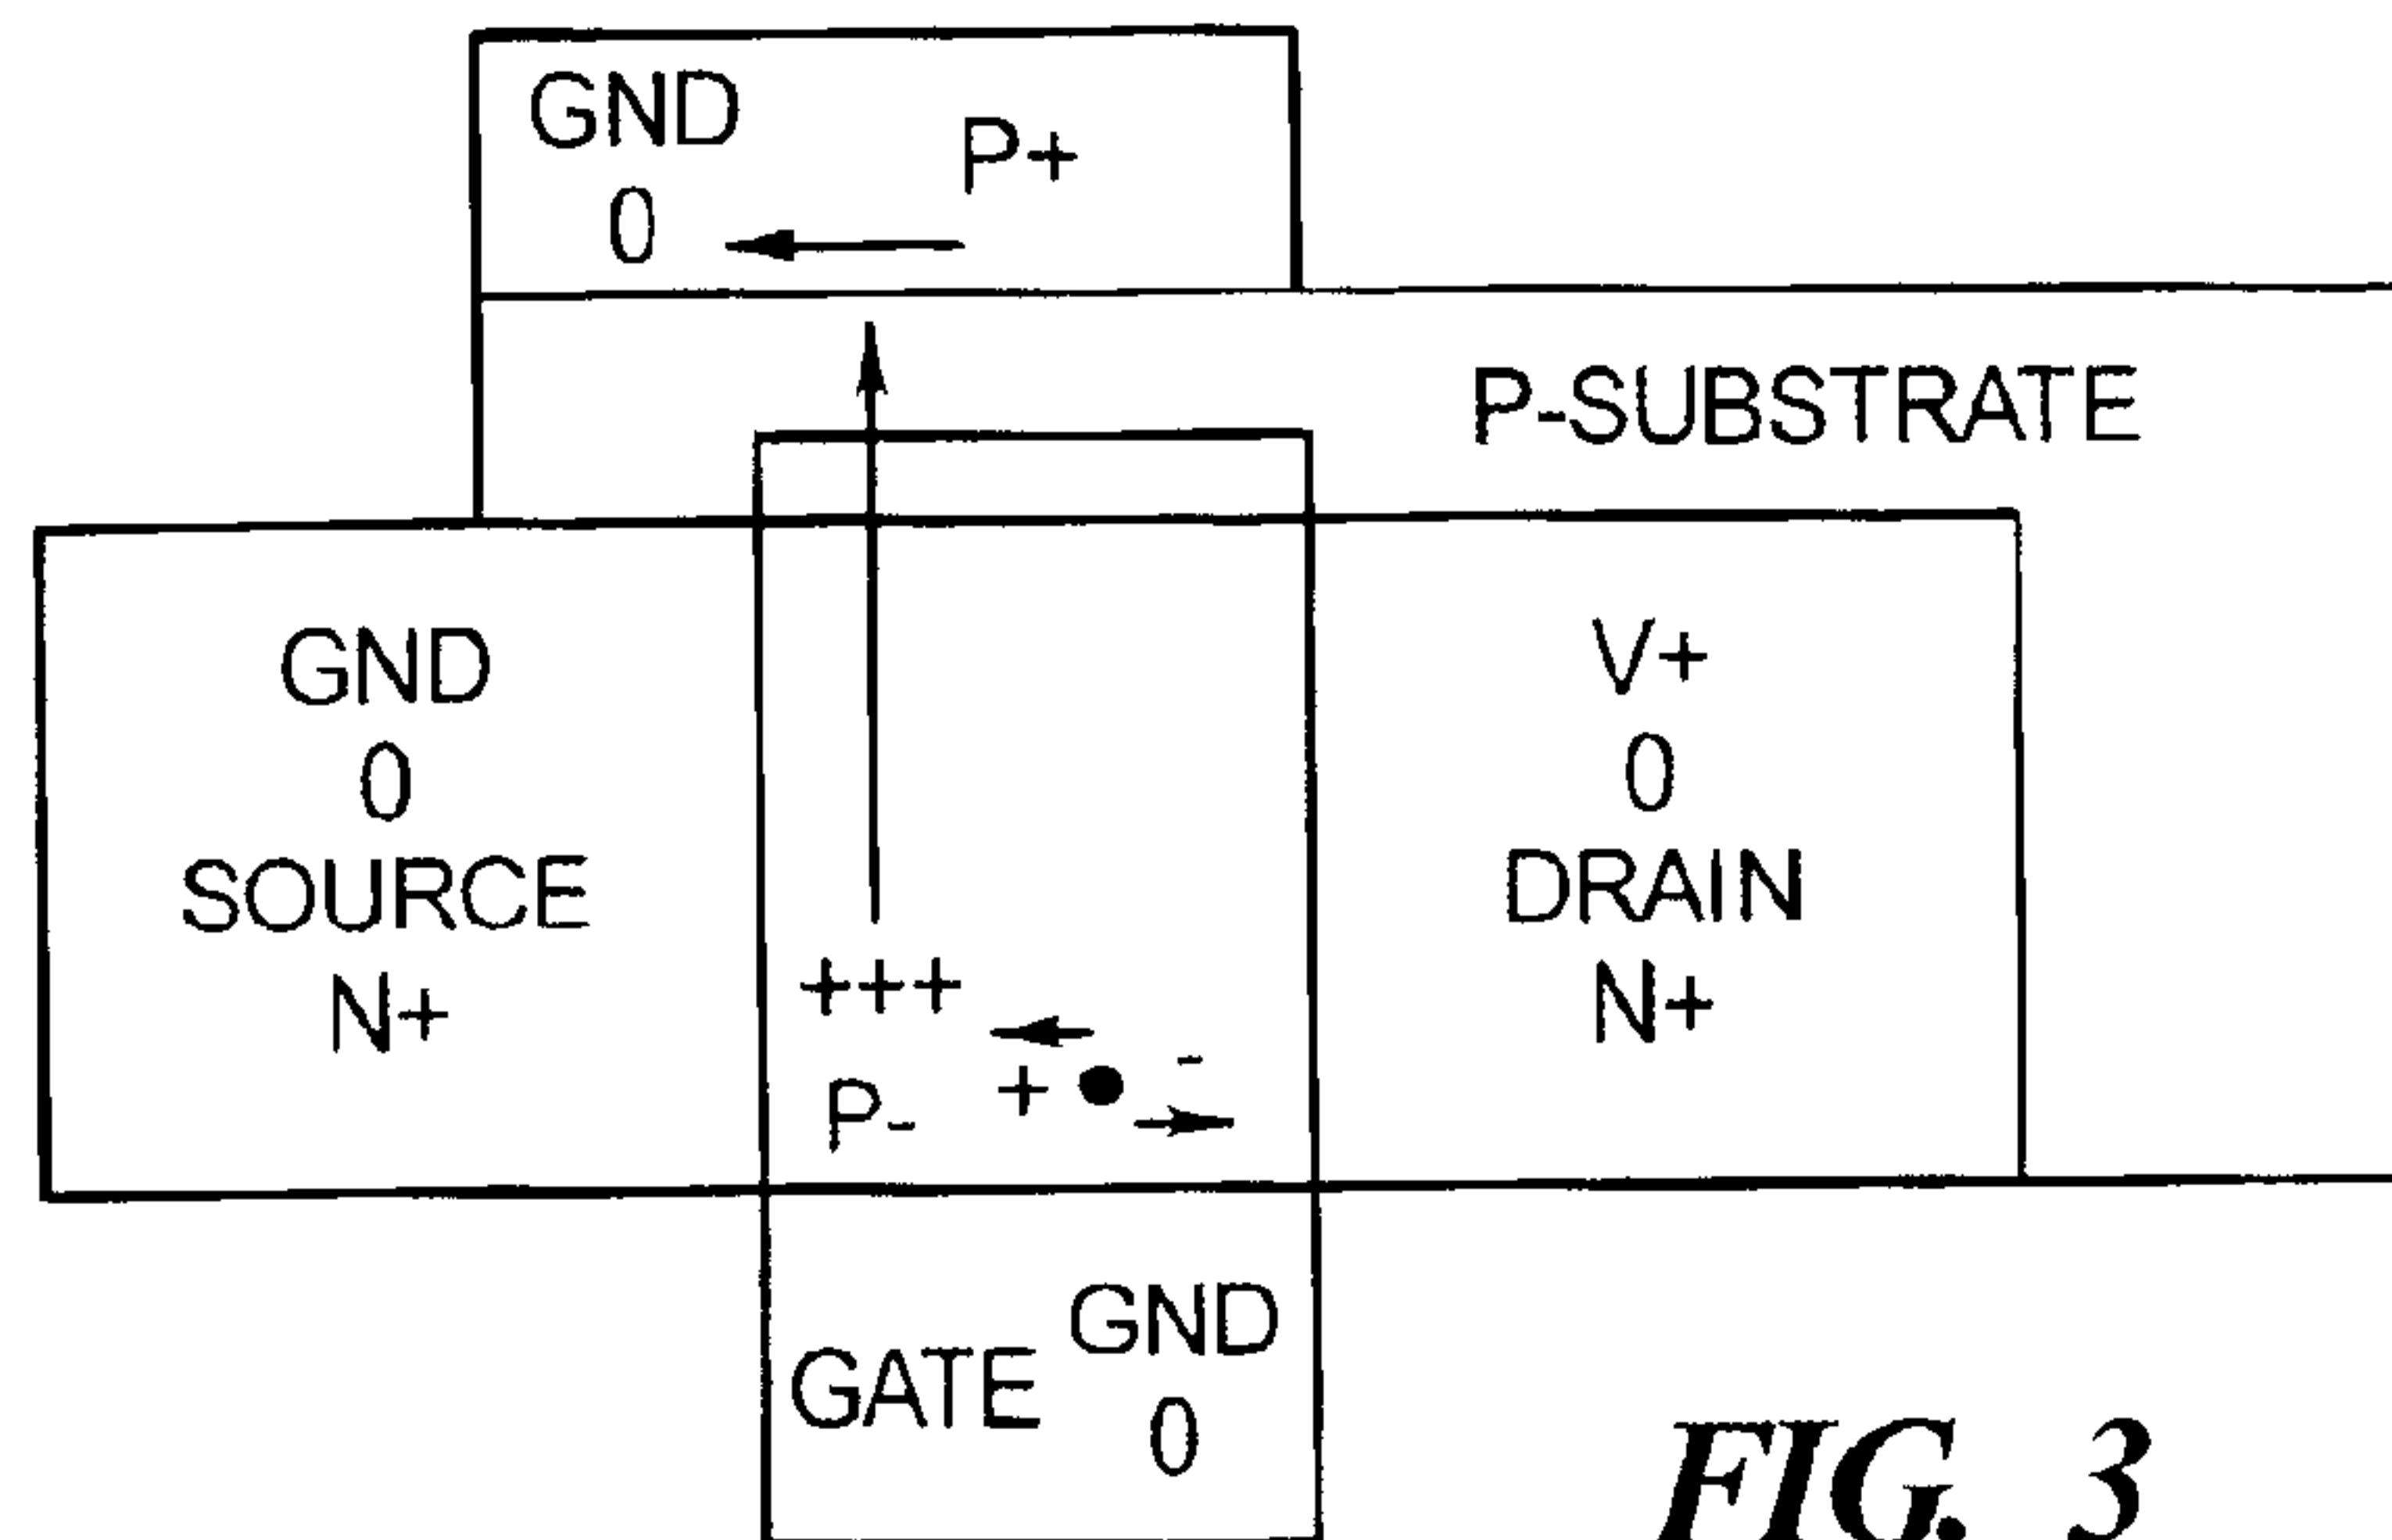 GND
0
P+
P-SUBSTRATE
GND
0
SOURCE
N+
+++
P-
+ -
V+
0
DRAIN
N+
GATE
GND
0
FIG. 3